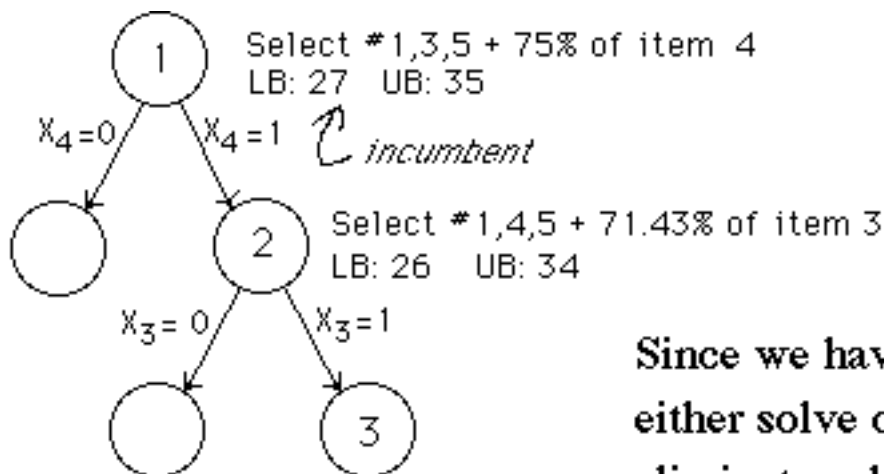 1
Select #1,3,5 + 75% of item 4
LB: 27 UB: 35
X4=0
X4=1
incumbent
2
Select #1,4,5 + 71.43% of item 3
LB: 26 UB: 34
X3= 0
X3=1
3
Since we hav
either solve o